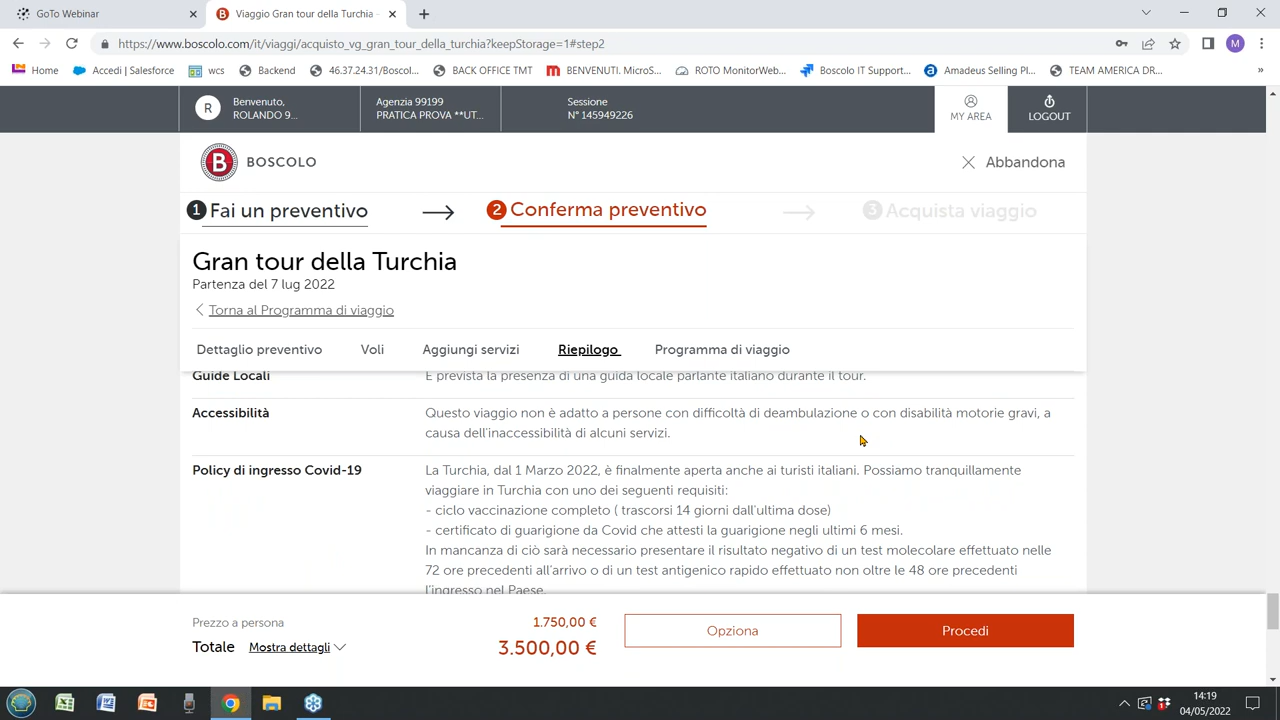 GoTo Webinar
Viaggio Gran tour della Turchia -
https://www.boscolo.com/it/viaggi/acquisto_vg_gran_tour_della_turchia?keepStorage=1#step2
M
Home
Accedi | Salesforce
wcs
Backend
46.37.24.31/Boscol...
BACK OFFICE TMT
BENVENUTI. MicroS...
ROTO MonitorWeb...
Boscolo IT Support...
Amadeus Selling Pl...
TEAM AMERICA DR...
R
Benvenuto,
ROLANDO 9...
Agenzia 99199
PRATICA PROVA **UT...
Sessione
N° 145949226
MY AREA
LOGOUT
B BOSCOLO
Abbandona
1 Fai un preventivo
2 Conferma preventivo
3 Acquista viaggio
Gran tour della Turchia
Partenza del 7 lug 2022
Torna al Programma di viaggio
Dettaglio preventivo
Voli
Aggiungi servizi
Riepilogo
Programma di viaggio
Guide Locali
È prevista la presenza di una guida locale parlante italiano durante il tour.
Accessibilità
Questo viaggio non è adatto a persone con difficoltà di deambulazione o con disabilità motorie gravi, a
causa dell'inaccessibilità di alcuni servizi.
Policy di ingresso Covid-19
La Turchia, dal 1 Marzo 2022, è finalmente aperta anche ai turisti italiani. Possiamo tranquillamente
viaggiare in Turchia con uno dei seguenti requisiti:
- ciclo vaccinazione completo ( trascorsi 14 giorni dall'ultima dose)
- certificato di guarigione da Covid che attesti la guarigione negli ultimi 6 mesi.
In mancanza di ciò sarà necessario presentare il risultato negativo di un test molecolare effettuato nelle
72 ore precedenti all'arrivo o di un test antigenico rapido effettuato non oltre le 48 ore precedenti
l'ingresso nel Paese.
Prezzo a persona
1.750,00 €
Totale
Mostra dettagli
3.500,00 €
Opziona
Procedi
14:19
04/05/2022